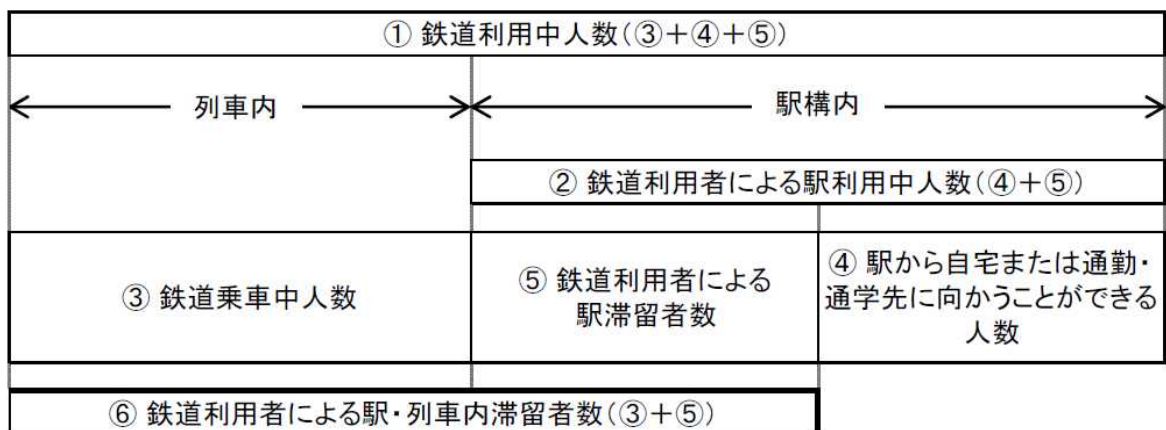 ① 鉄道利用中人数(③+④+⑤)
列車内
駅構内
② 鉄道利用者による駅利用中人数(④+⑤)
③ 鉄道乗車中人数
⑤ 鉄道利用者による
駅滞留者数
④ 駅から自宅または通勤・
通学先に向かうことができる
人数
⑥ 鉄道利用者による駅・列車内滞留者数(③+⑤)